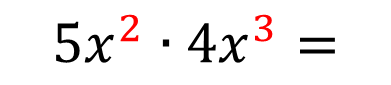 5x² · 4x³ =